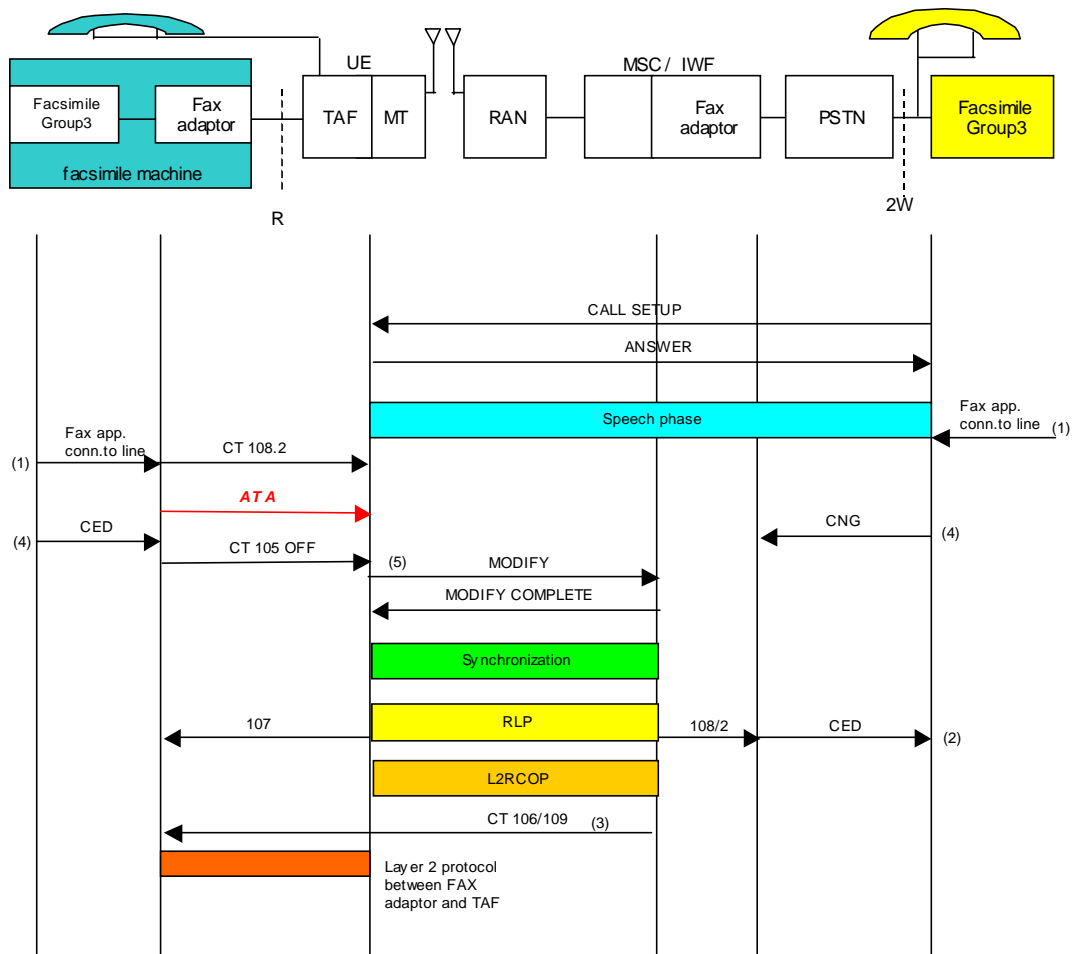 UE
MSC / IWF
Facsimile
Group3
Fax
adaptor
TAF
MT
RAN
Fax
adaptor
PSTN
Facsimile
Group3
facsimile machine
R
2W
CALL SETUP
ANSWER
Speech phase
Fax app.
conn.to line
(1)
Fax app.
conn.to line
(1)
CT 108.2
ATA
(4)
CED
CNG
(4)
CT 105 OFF
(5)
MODIFY
MODIFY COMPLETE
Synchronization
107
RLP
108/2
CED
(2)
L2RCOP
CT 106/109
(3)
Layer 2 protocol
between FAX
adaptor and TAF